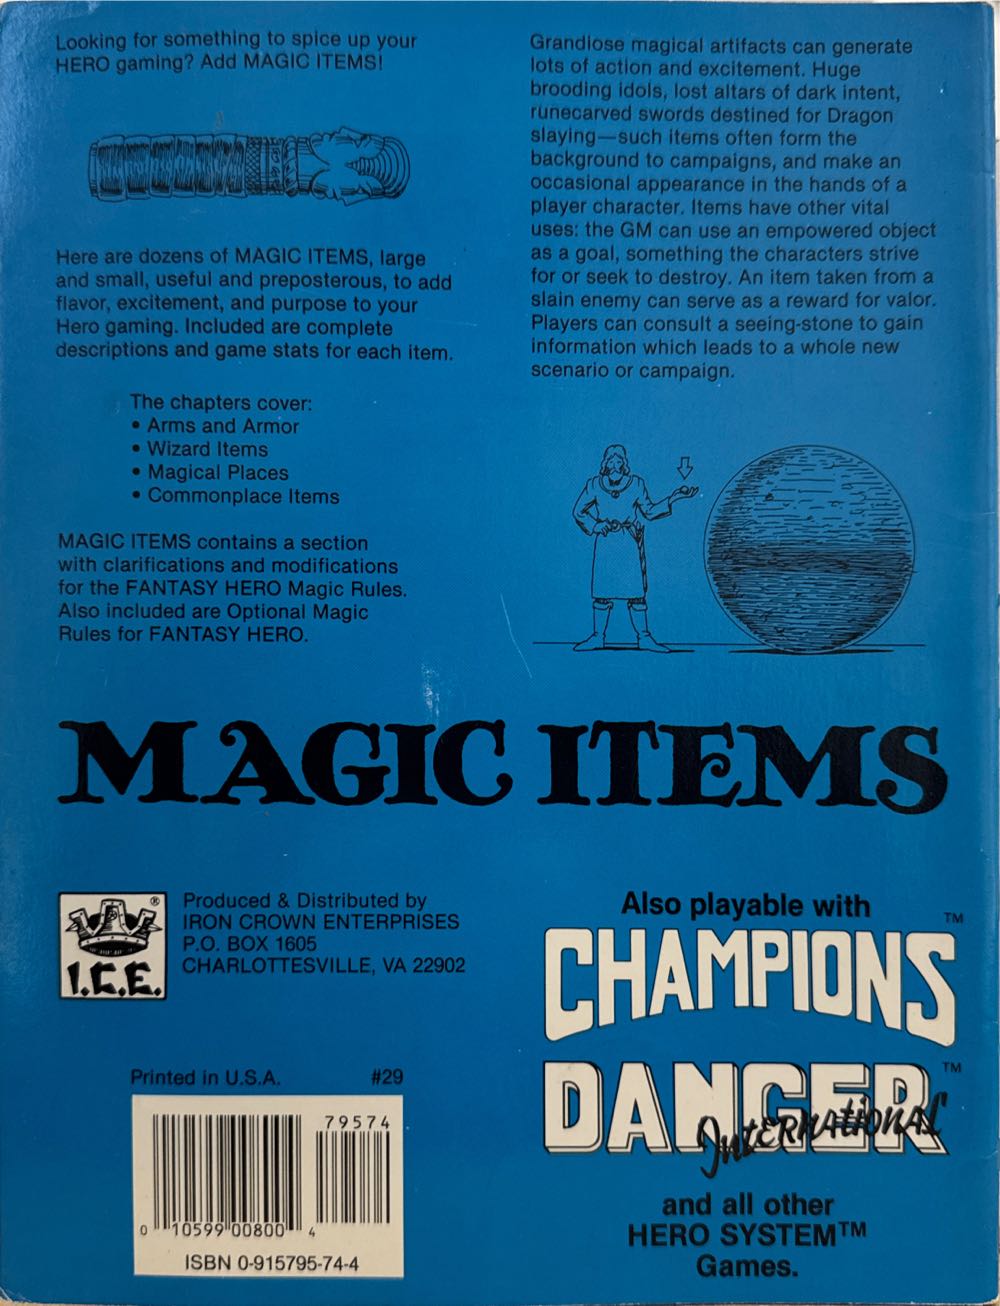 Looking for something to spice up your
HERO gaming? Add MAGIC ITEMS!
Here are dozens of MAGIC ITEMS, large
and small, useful and preposterous, to add
flavor, excitement, and purpose to your
Hero gaming. Included are complete
descriptions and game stats for each item.
The chapters cover:
• Arms and Armor
• Wizard Items
• Magical Places
• Commonplace Items
MAGIC ITEMS contains a section
with clarifications and modifications
for the FANTASY HERO Magic Rules.
Also included are Optional Magic
Rules for FANTASY HERO.
Grandiose magical artifacts can generate
lots of action and excitement. Huge
brooding idols, lost altars of dark intent,
runecarved swords destined for Dragon
slaying—such items often form the
background to campaigns, and make an
occasional appearance in the hands of a
player character. Items have other vital
uses: the GM can use an empowered object
as a goal, something the characters strive
for or seek to destroy. An item taken from a
slain enemy can serve as a reward for valor.
Players can consult a seeing-stone to gain
information which leads to a whole new
scenario or campaign.
MAGIC ITEMS
®
I.C.E.
Produced & Distributed by
IRON CROWN ENTERPRISES
P.O. BOX 1605
CHARLOTTESVILLE, VA 22902
Printed in U.S.A. #29
79574
0 10599 00800 4
ISBN 0-915795-74-4
Also playable with
CHAMPIONS™
DANGER™
INTERNATIONAL
and all other
HERO SYSTEM™
Games.